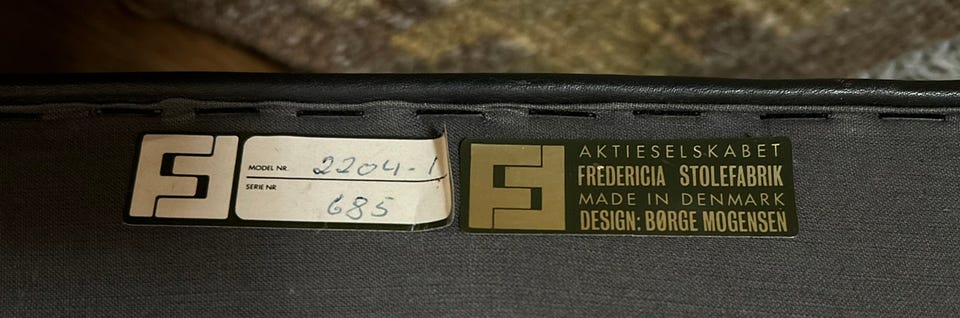 MODEL NR. 2204-1
SERIE NR 685
AKTIESELSKABET
FREDERICIA STOLEFABRIK
MADE IN DENMARK
DESIGN: BØRGE MOGENSEN